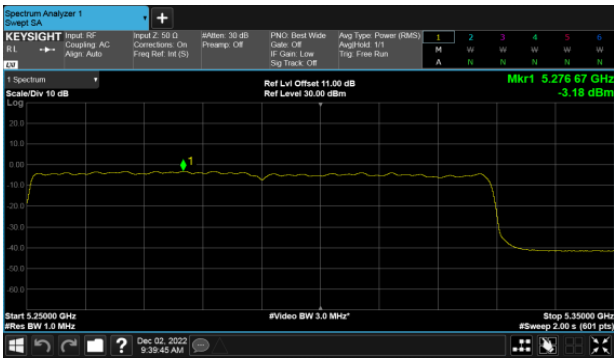 Spectrum Analyzer 1
Swept SA
KEYSIGHT Input: RF Input Z: 50 Ω #Atten: 30 dB PNO: Best Wide Avg Type: Power (RMS) 1 2 3 4 5 6
RL Coupling: AC Corrections: On Preamp: Off Gate: Off Avg|Hold: 1/1 M W W W W W
Align: Auto Freq Ref: Int (S) IF Gain: Low Trig: Free Run
LXI Sig Track: Off A N N N N N
1 Spectrum Ref Lvl Offset 11.00 dB Mkr1 5.276 67 GHz
Scale/Div 10 dB Ref Level 30.00 dBm -3.18 dBm
Log
20.0
10.0
0.00 1
-10.0
-20.0
-30.0
-40.0
-50.0
-60.0
Start 5.25000 GHz #Video BW 3.0 MHz* Stop 5.35000 GHz
#Res BW 1.0 MHz #Sweep 2.00 s (601 pts)
? Dec 02, 2022
9:39:45 AM